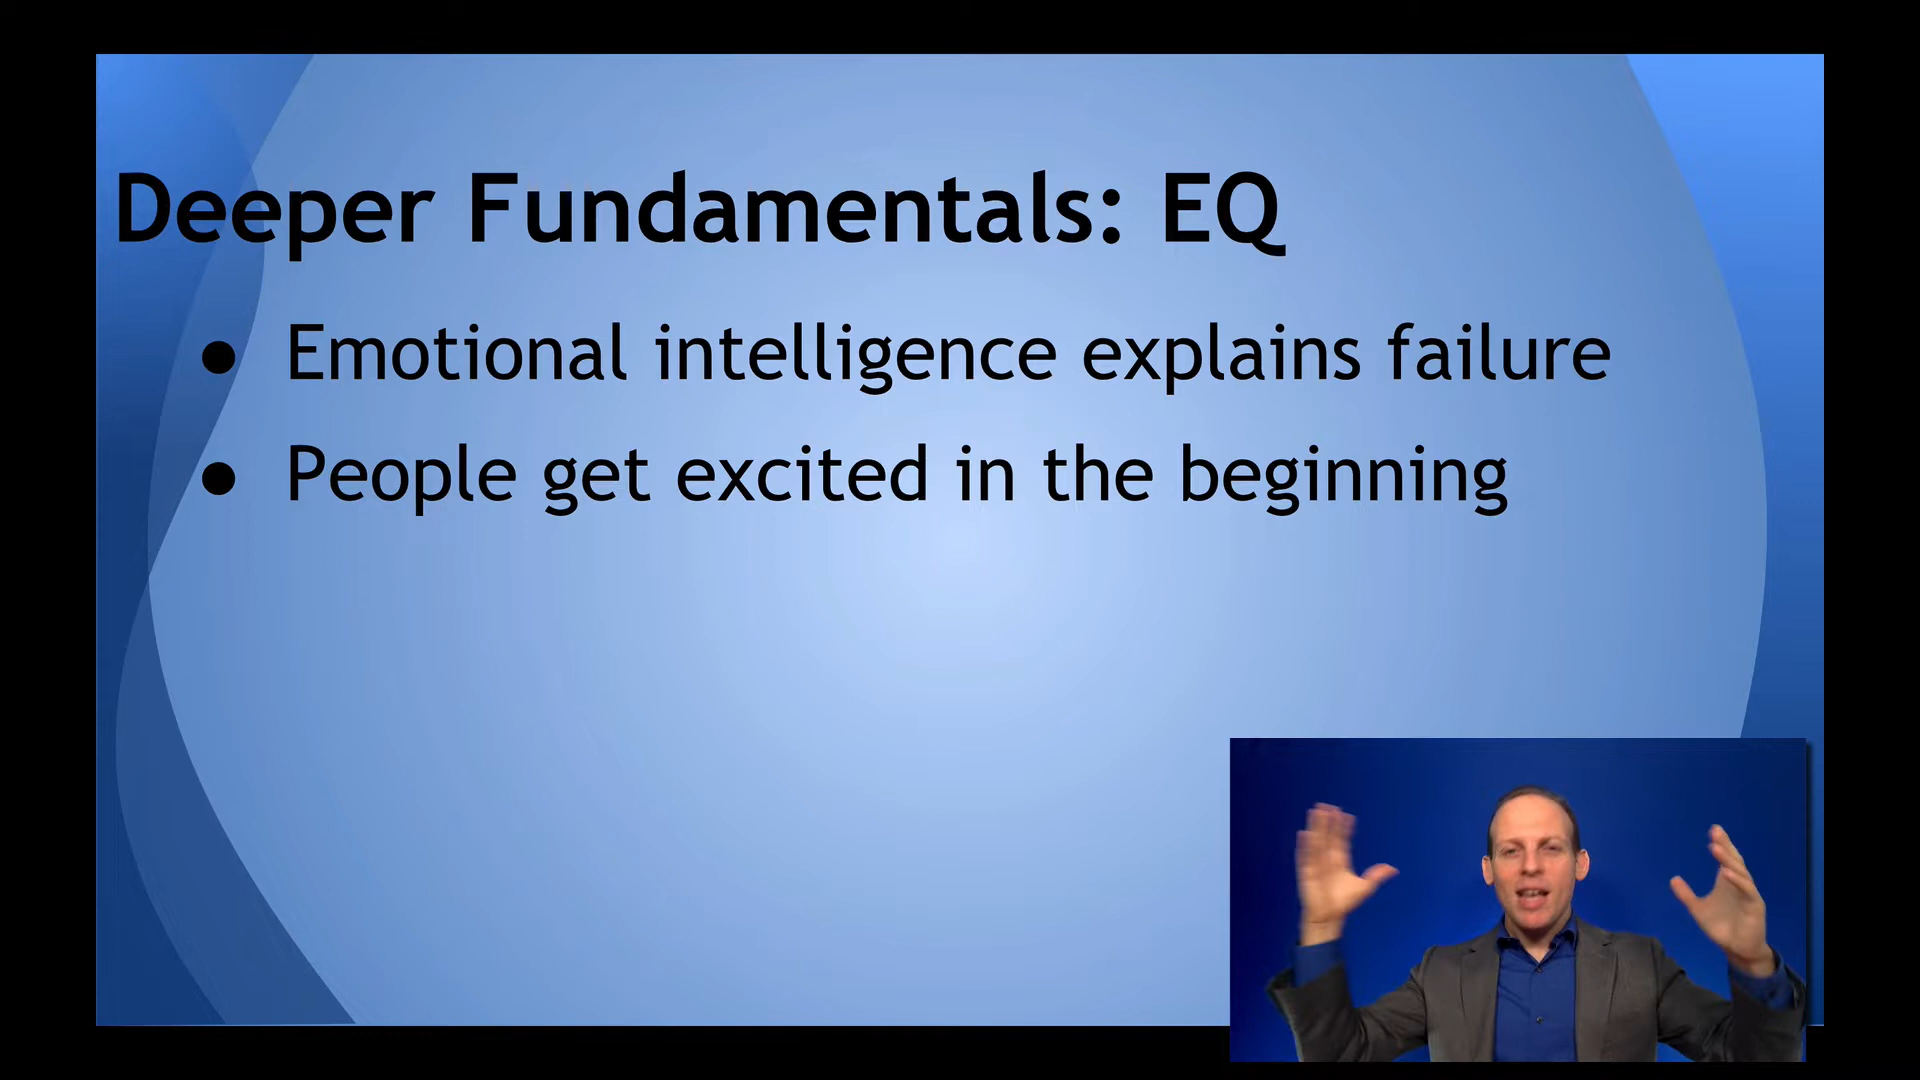 Deeper Fundamentals: EQ
● Emotional intelligence explains failure
● People get excited in the beginning